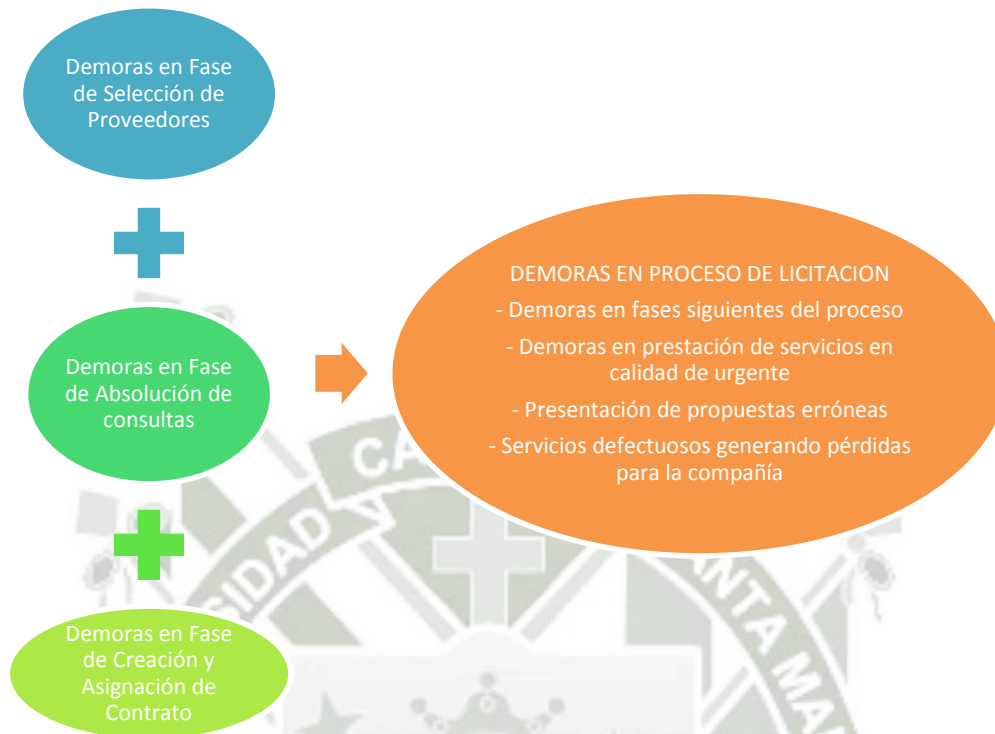 Demoras en Fase
de Selección de
Proveedores
Demoras en Fase
de Absolución de
consultas
Demoras en Fase
de Creación y
Asignación de
Contrato
DEMORAS EN PROCESO DE LICITACION
- Demoras en fases siguientes del proceso
- Demoras en prestación de servicios en
calidad de urgente
- Presentación de propuestas erróneas
- Servicios defectuosos generando pérdidas
para la compañía